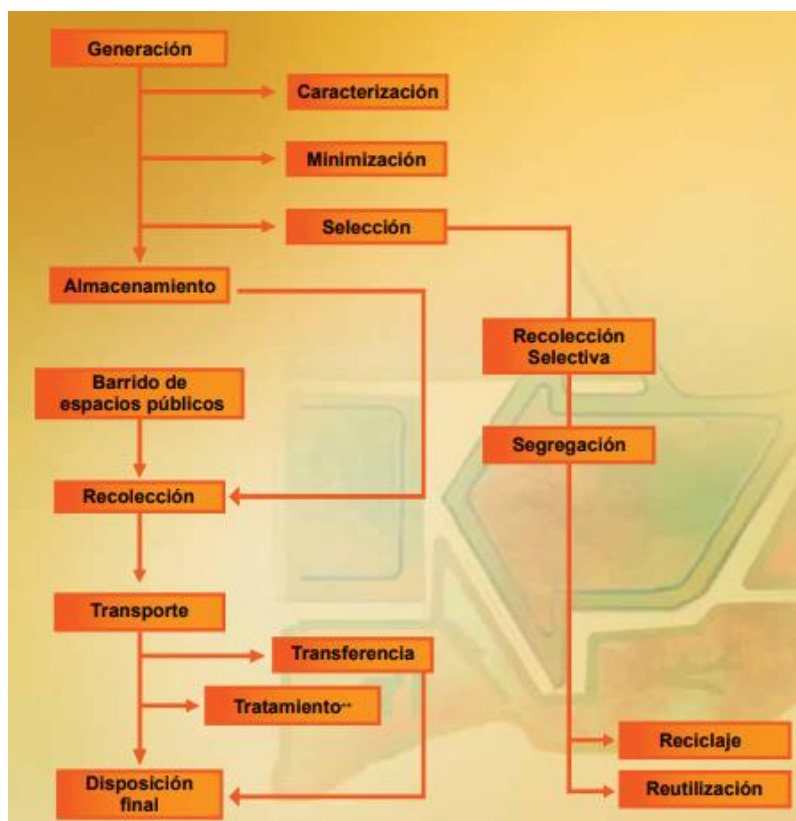 Generación
Caracterización
Minimización
Selección
Almacenamiento
Recolección
Selectiva
Barrido de
espacios públicos
Segregación
Recolección
Transporte
Transferencia
Tratamiento**
Reciclaje
Disposición
final
Reutilización